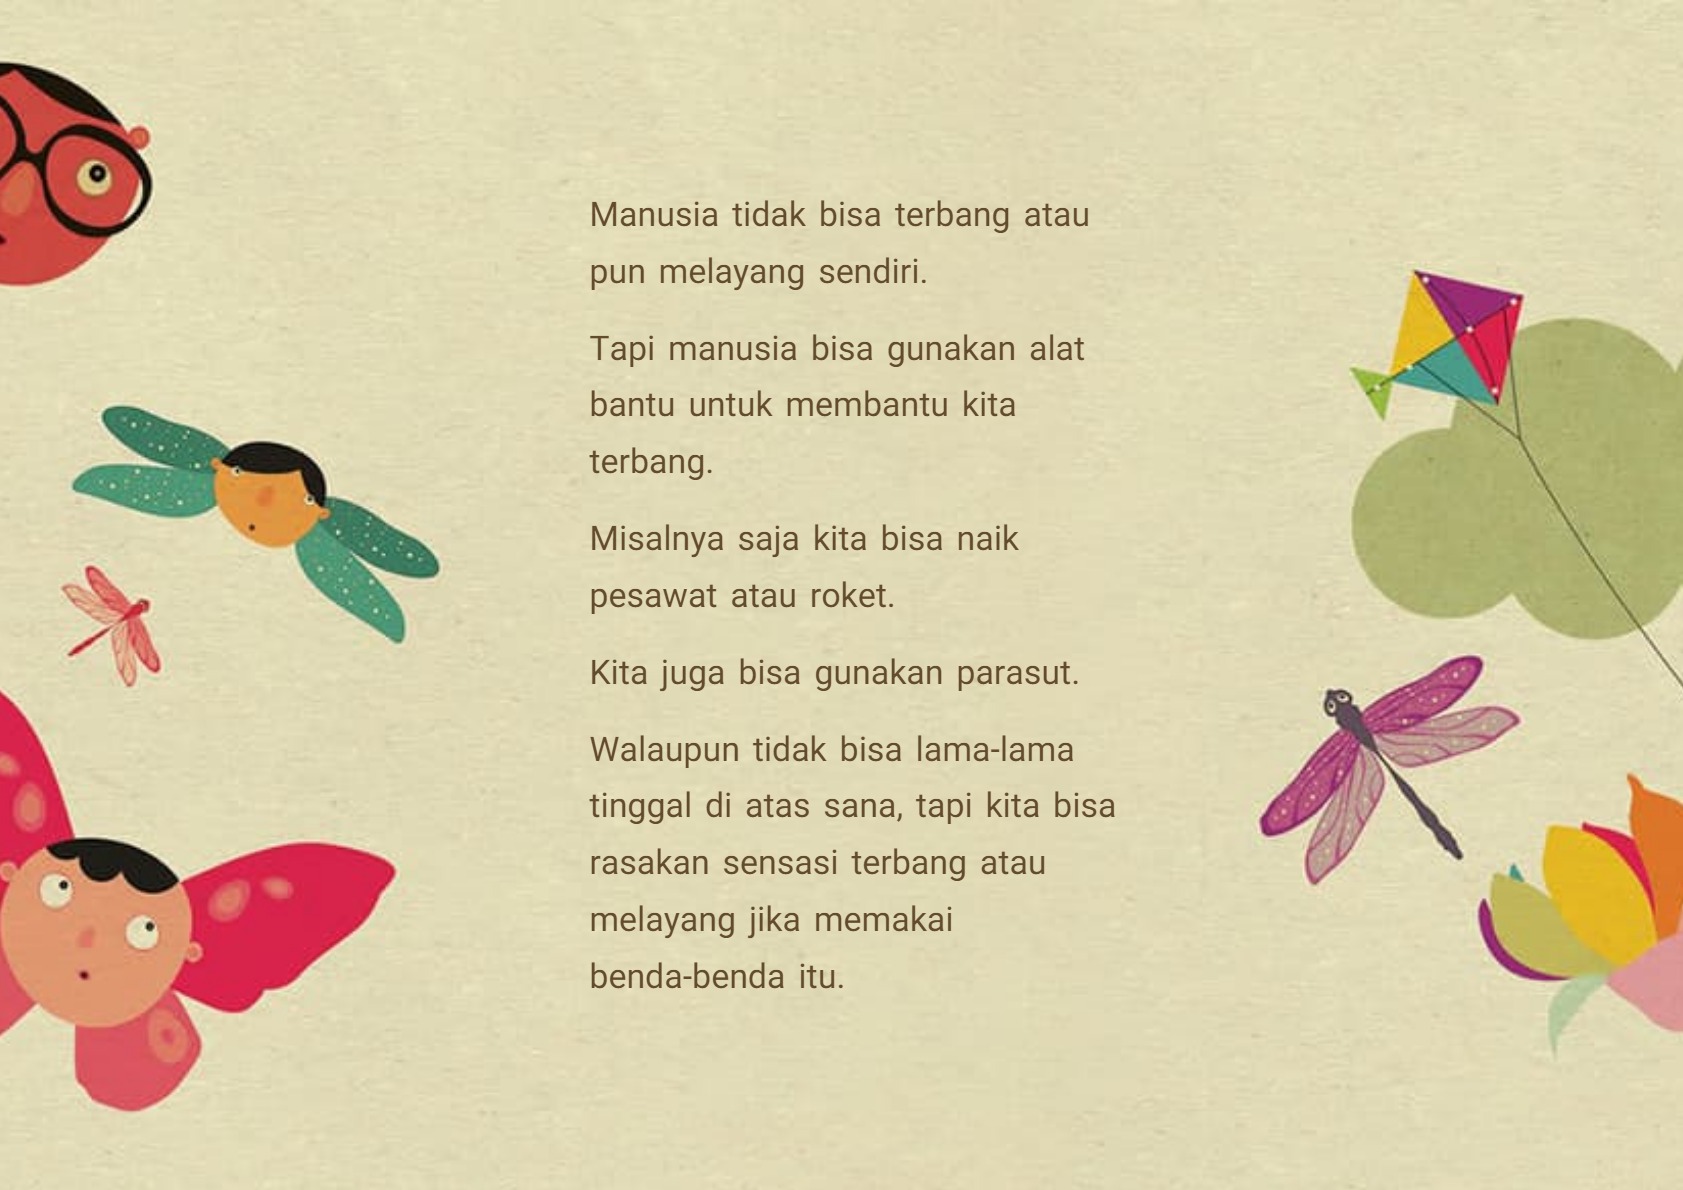 Manusia tidak bisa terbang atau
pun melayang sendiri.
Tapi manusia bisa gunakan alat
bantu untuk membantu kita
terbang.
Misalnya saja kita bisa naik
pesawat atau roket.
Kita juga bisa gunakan parasut.
Walaupun tidak bisa lama-lama
tinggal di atas sana, tapi kita bisa
rasakan sensasi terbang atau
melayang jika memakai
benda-benda itu.